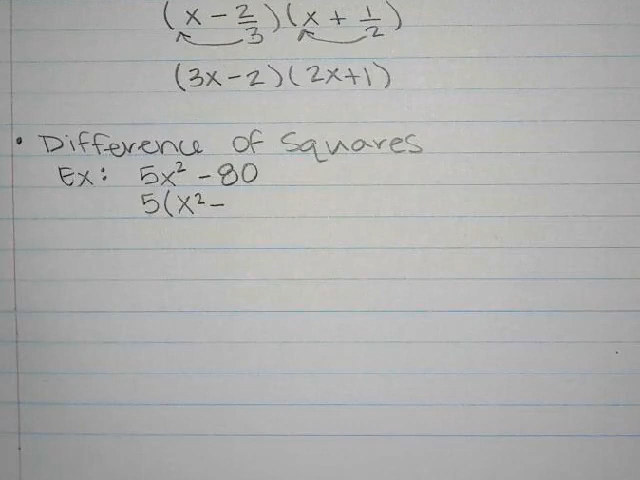 (x - 2/3)(x + 1/2)
(3x-2)(2x+1)
• Difference of Squares
Ex: 5x² - 80
5(x² -